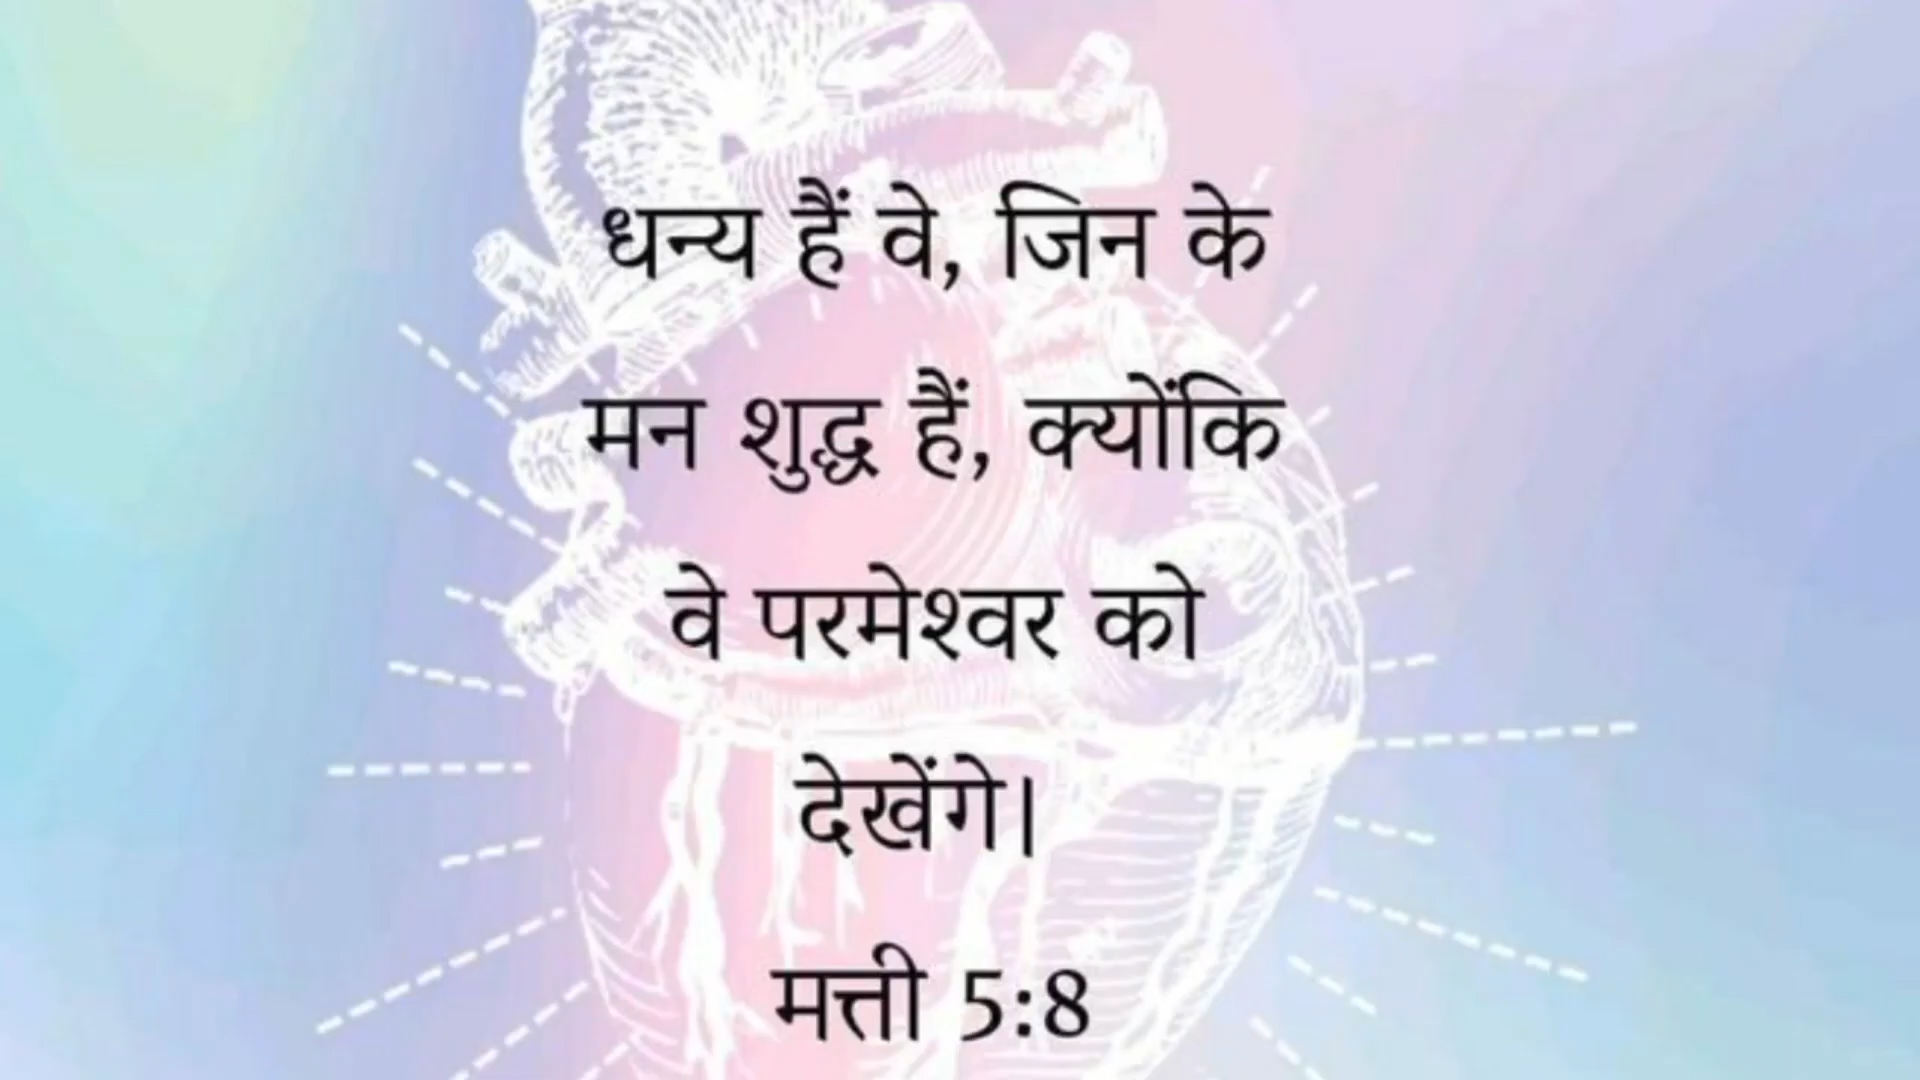 धन्य हैं वे, जिन के
मन शुद्ध हैं, क्योंकि
वे परमेश्वर को
देखेंगे।
मत्ती 5:8